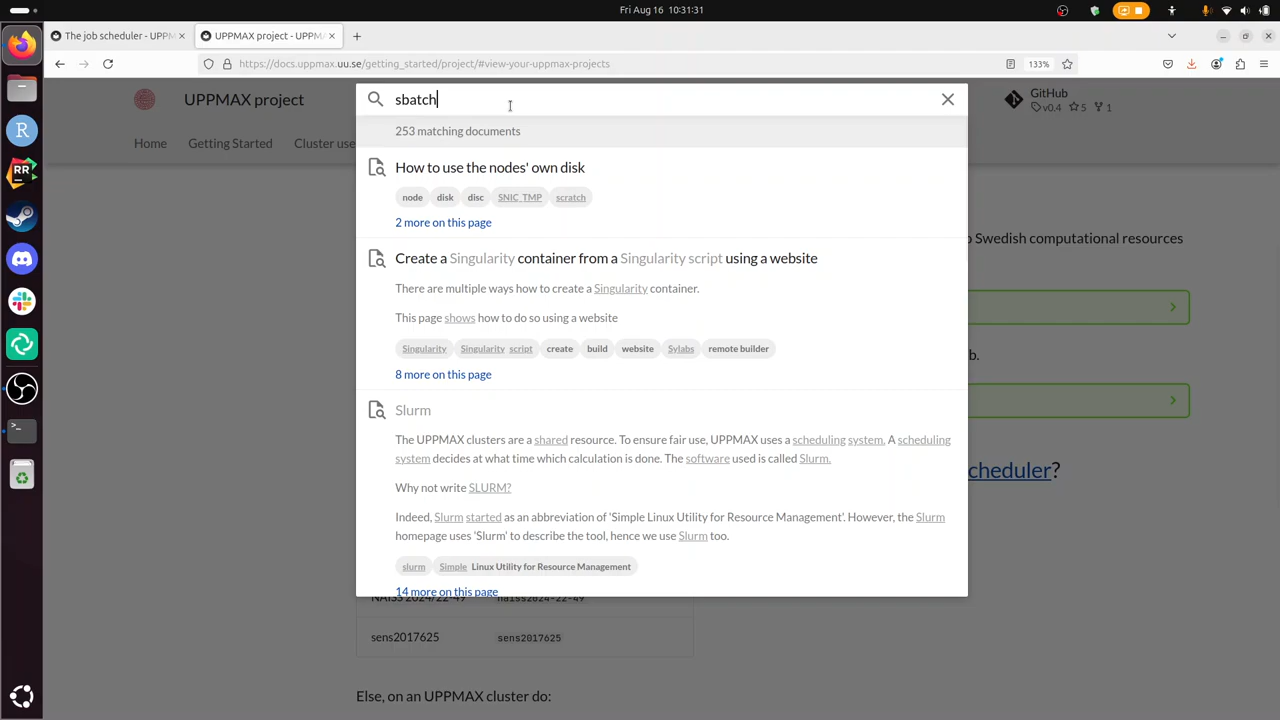 Fri Aug 16 10:31:31
The job scheduler - UPPM
UPPMAX project - UPPMA
https://docs.uppmax.uu.se/getting_started/project/#view-your-uppmax-projects
133%
UPPMAX project
sbatch
GitHub
v0.4 5 1
Home Getting Started Cluster use
253 matching documents
How to use the nodes' own disk
node disk disc SNIC_TMP scratch
2 more on this page
o Swedish computational resources
Create a Singularity container from a Singularity script using a website
There are multiple ways how to create a Singularity container.
This page shows how to do so using a website
Singularity Singularity script create build website Sylabs remote builder
b.
8 more on this page
Slurm
The UPPMAX clusters are a shared resource. To ensure fair use, UPPMAX uses a scheduling system. A scheduling
system decides at what time which calculation is done. The software used is called Slurm.
cheduler?
Why not write SLURM?
Indeed, Slurm started as an abbreviation of 'Simple Linux Utility for Resource Management'. However, the Slurm
homepage uses 'Slurm' to describe the tool, hence we use Slurm too.
slurm Simple Linux Utility for Resource Management
14 more on this page
NAISS 2024/22-49 naiss2024-22-49
sens2017625 sens2017625
Else, on an UPPMAX cluster do: